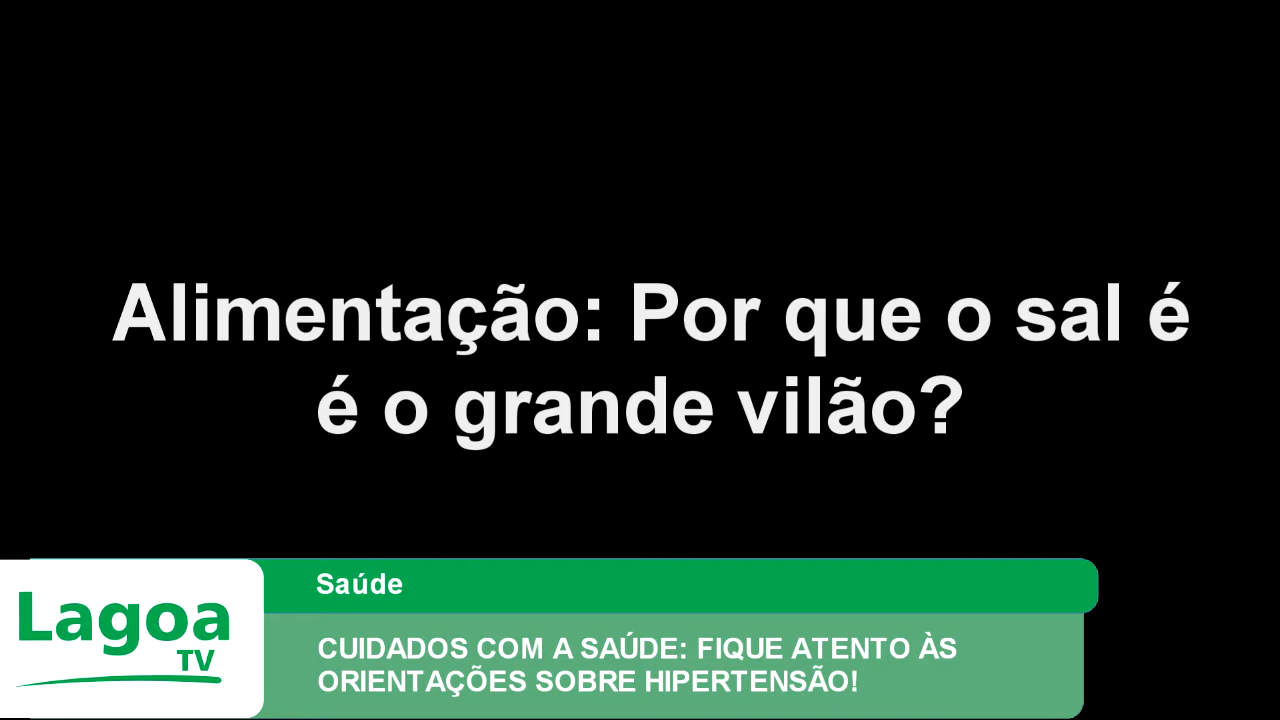 Alimentação: Por que o sal é
é o grande vilão?
Saúde
Lagoa
TV
CUIDADOS COM A SAÚDE: FIQUE ATENTO ÀS
ORIENTAÇÕES SOBRE HIPERTENSÃO!